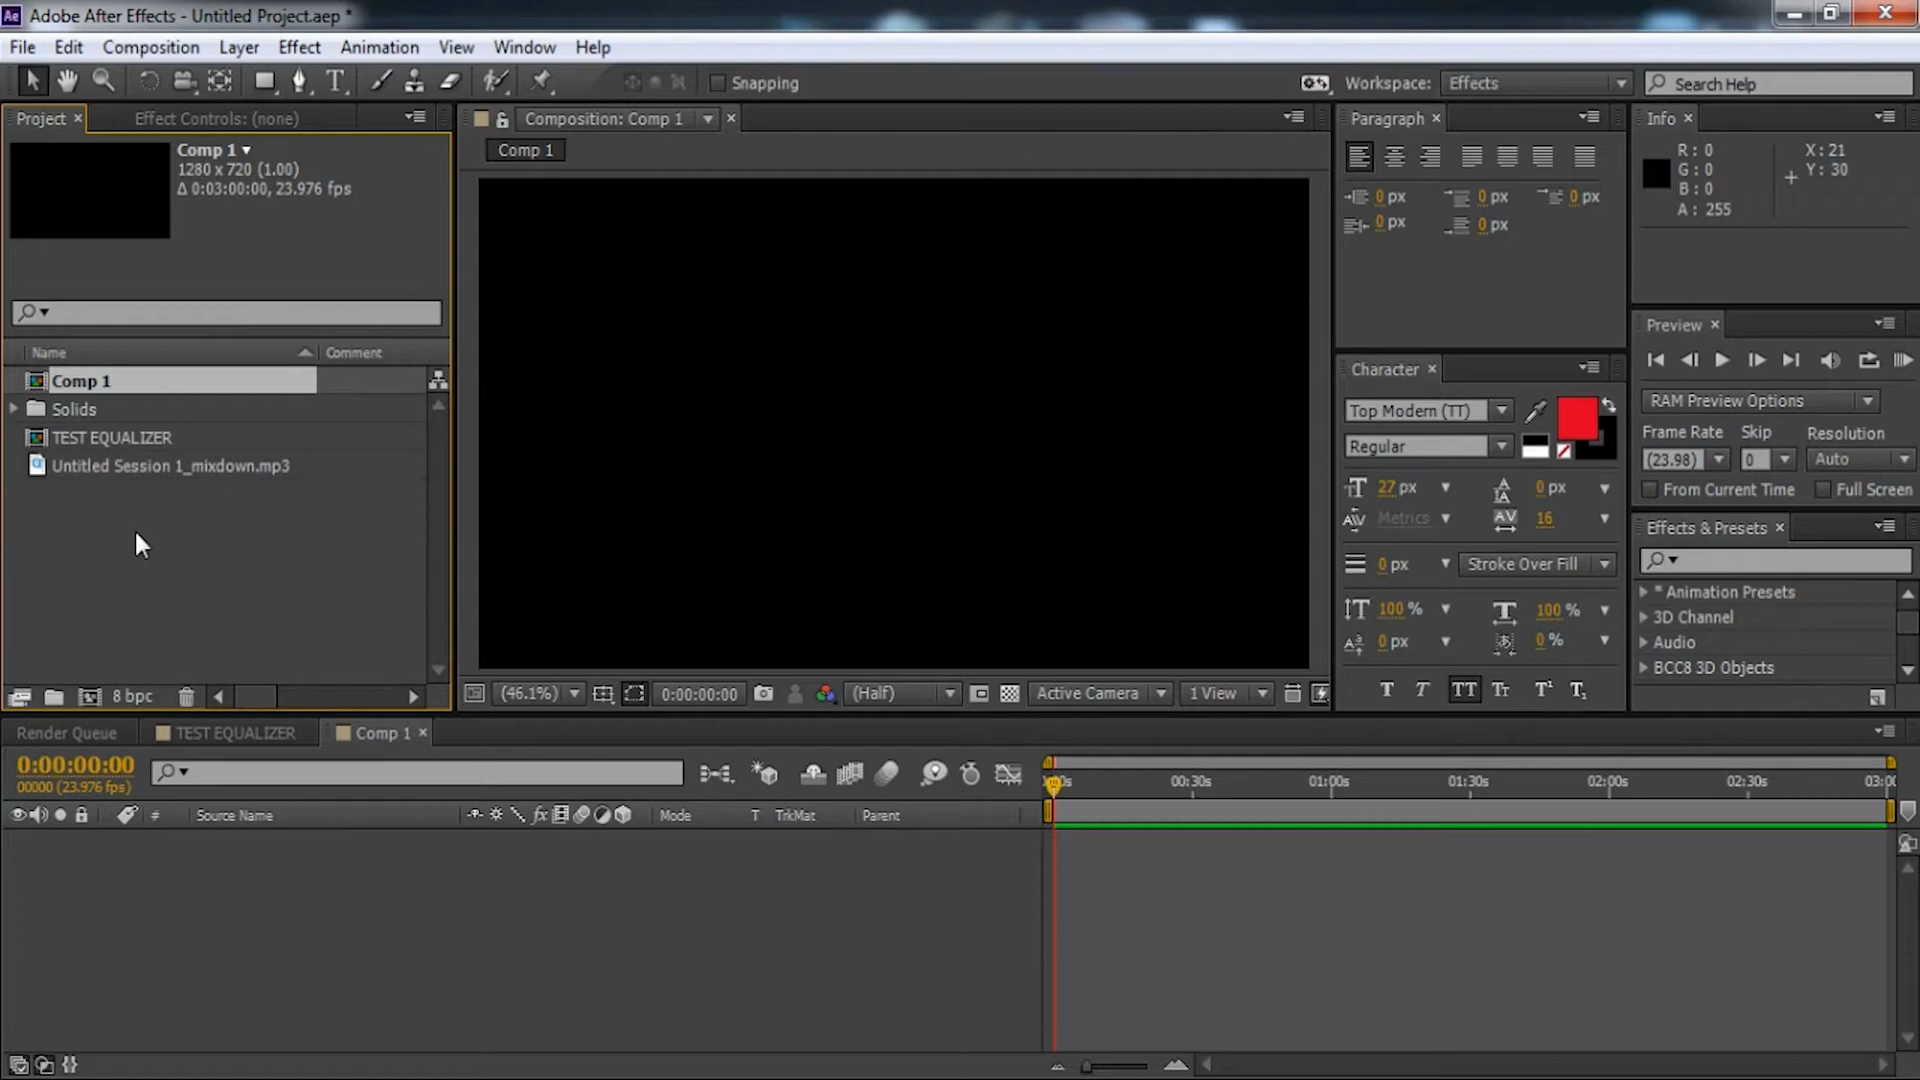 Ae Adobe After Effects - Untitled Project.aep *
File Edit Composition Layer Effect Animation View Window Help
Snapping
Workspace: Effects
Search Help
Project × Effect Controls: (none)
Comp 1
1280 x 720 (1.00)
Δ 0:03:00:00, 23.976 fps
Name Comment
Comp 1
Solids
TEST EQUALIZER
Untitled Session 1_mixdown.mp3
8 bpc
Composition: Comp 1 ×
Comp 1
(46.1%) 0:00:00:00 (Half) Active Camera 1 View
Paragraph ×
0 px 0 px 0 px
0 px 0 px
Character ×
Top Modern (TT)
Regular
27 px 0 px
Metrics 16
0 px Stroke Over Fill
100 % 100 %
0 px 0 %
T T TT Tr T¹ T₁
Info ×
R: 0
G: 0
B: 0
A: 255
X: 21
Y: 30
Preview ×
RAM Preview Options
Frame Rate Skip Resolution
(23.98) 0 Auto
From Current Time Full Screen
Effects & Presets ×
* Animation Presets
3D Channel
Audio
BCC8 3D Objects
Render Queue TEST EQUALIZER Comp 1 ×
0:00:00:00
00000 (23.976 fps)
# Source Name fx Mode T TrkMat Parent
00:30s 01:00s 01:30s 02:00s 02:30s